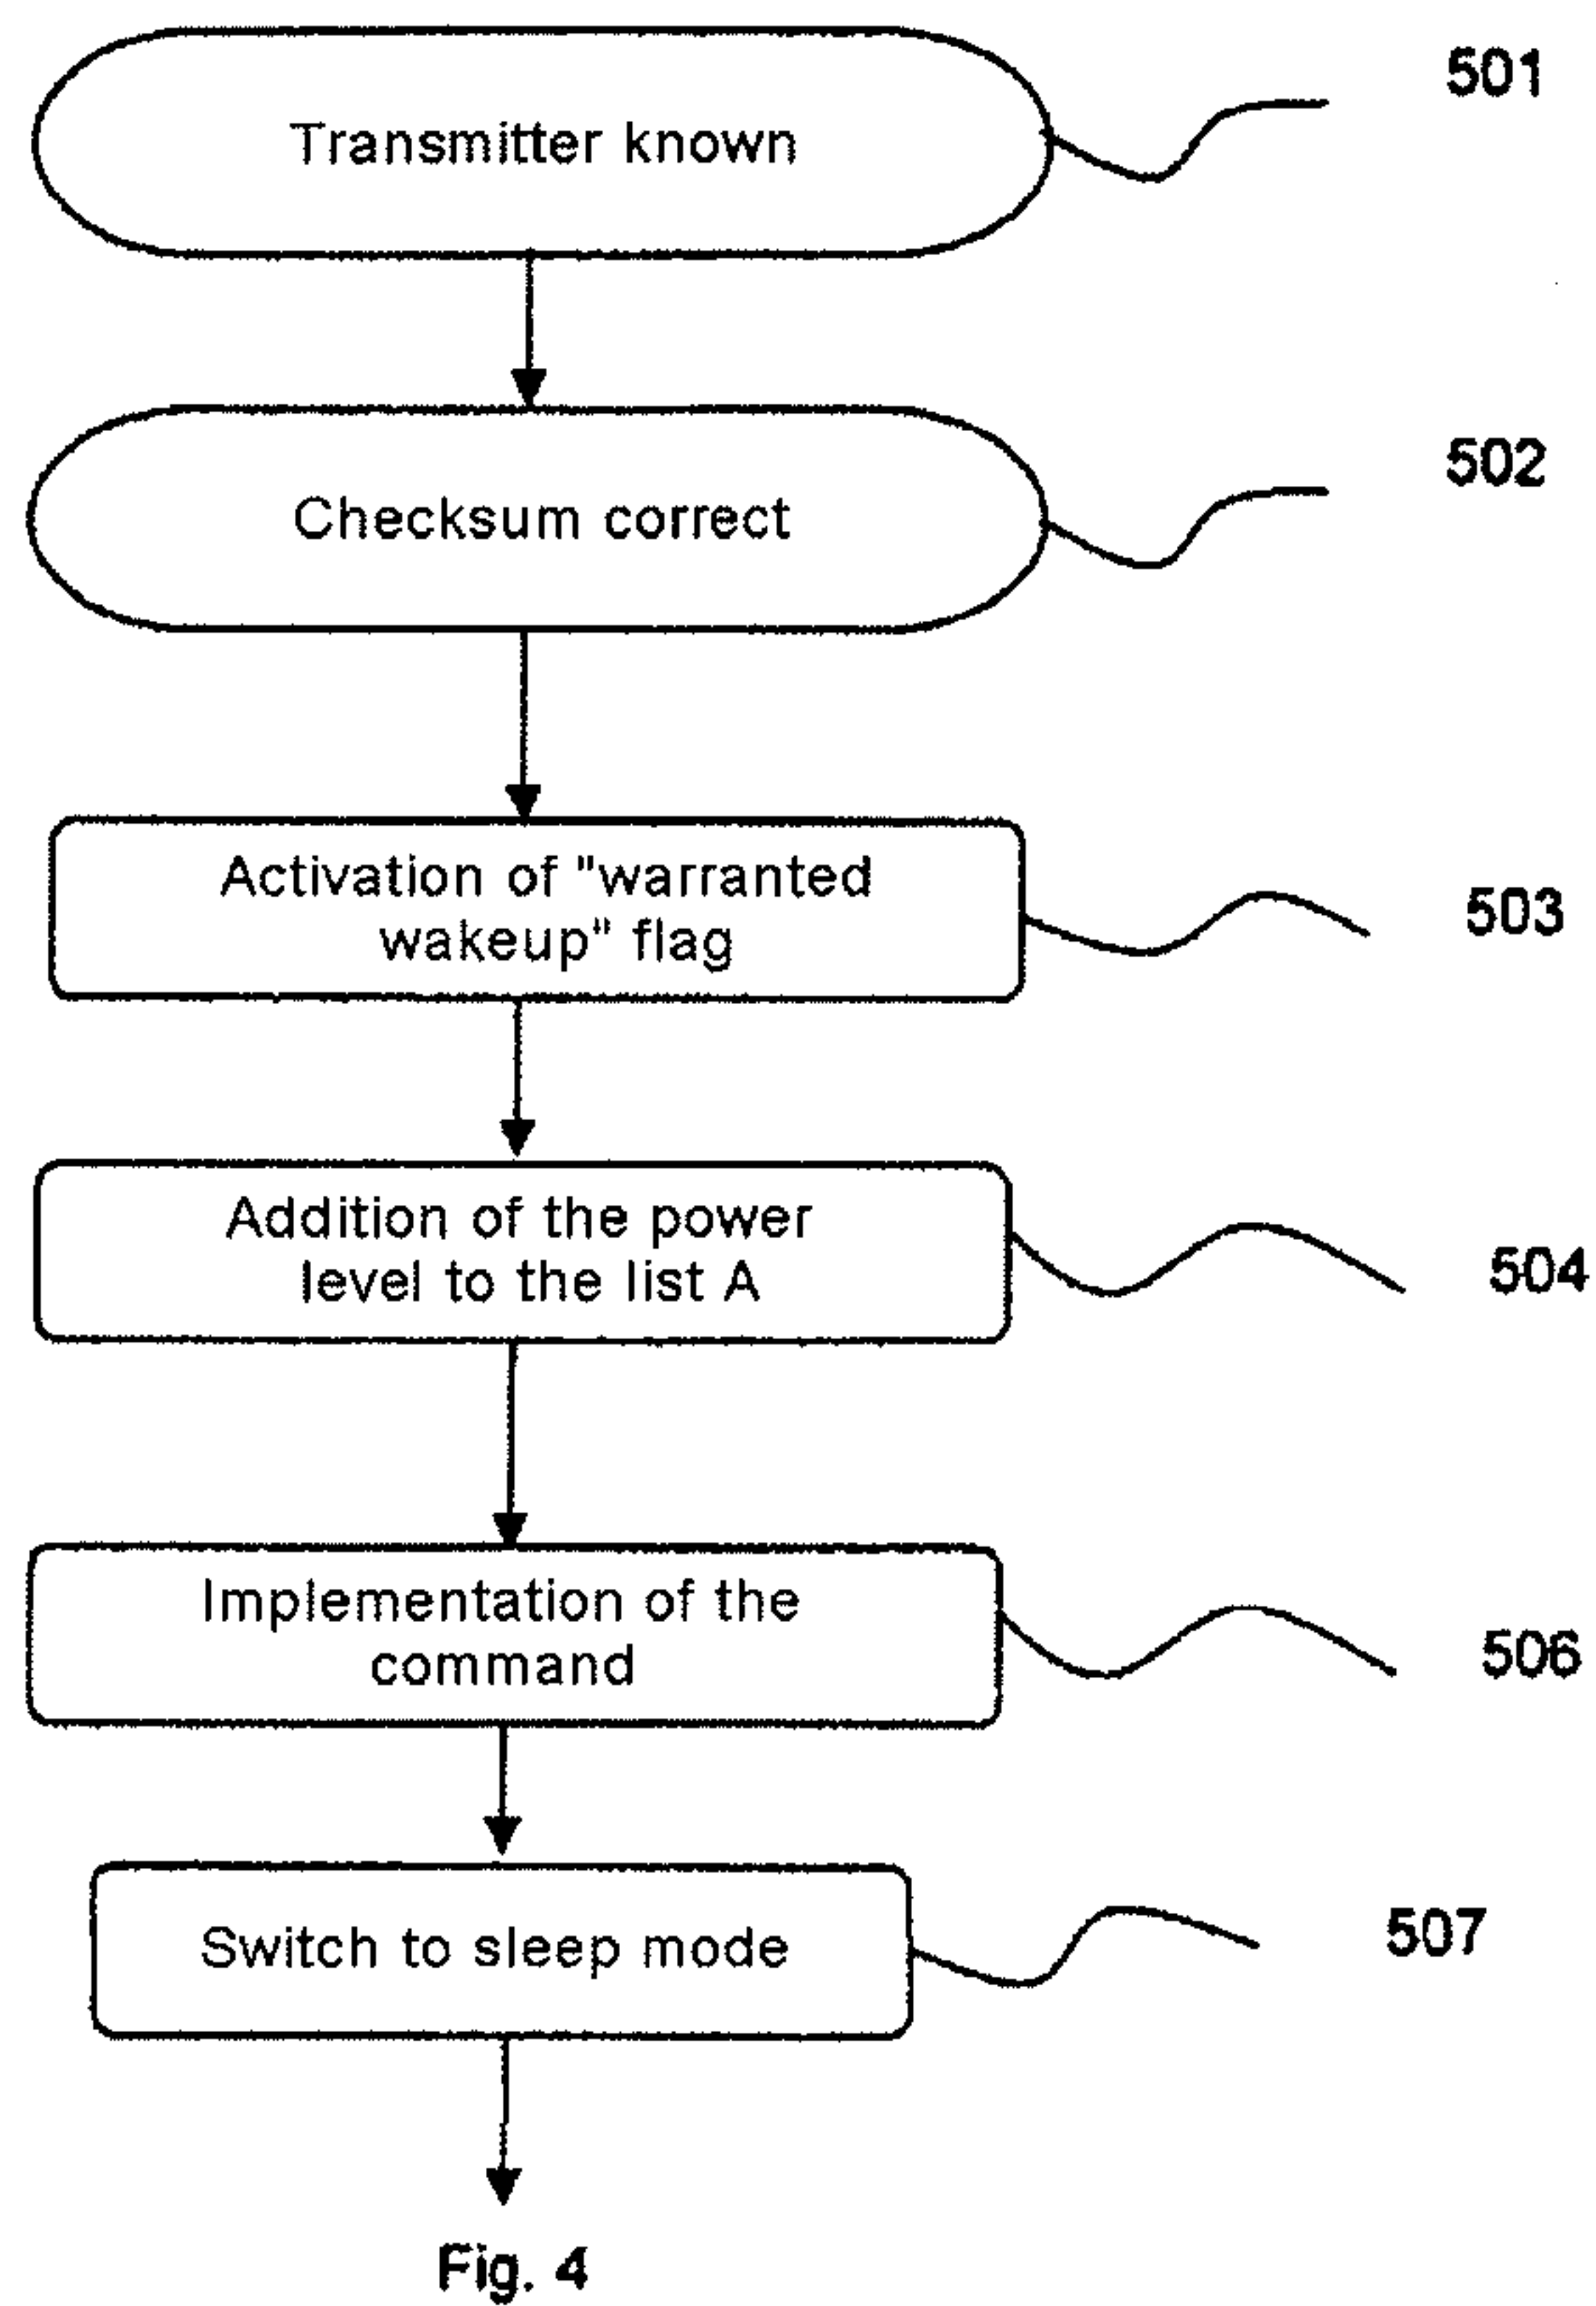 Transmitter known
501
Checksum correct
502
Activation of "warranted
wakeup" flag
503
Addition of the power
level to the list A
504
Implementation of the
command
506
Switch to sleep mode
507
Fig. 4